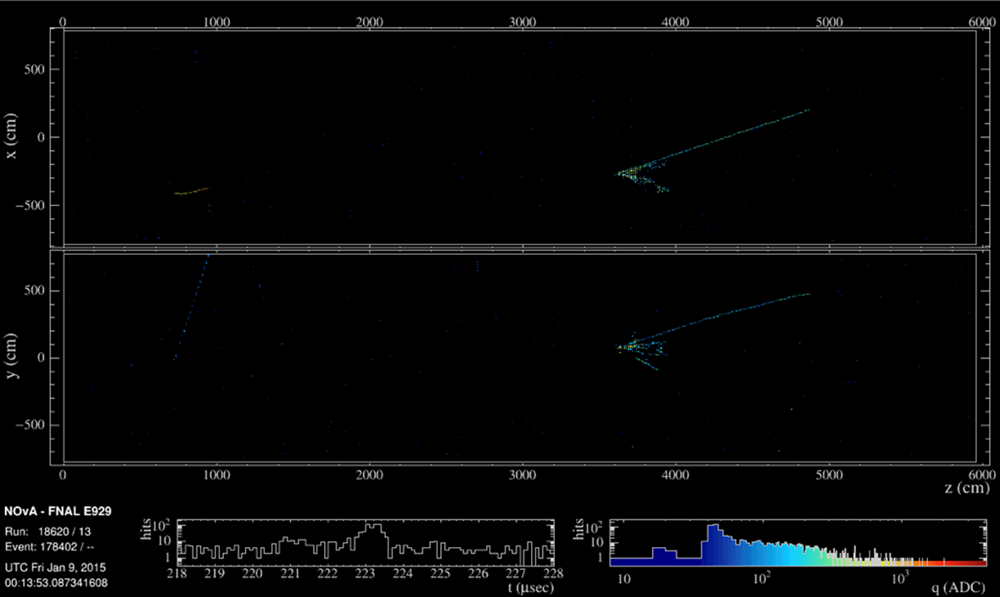 0 1000 2000 3000 4000 5000 6000
500
0
−500
x (cm)
500
0
−500
y (cm)
0 1000 2000 3000 4000 5000 6000
z (cm)
NOvA - FNAL E929
Run: 18620 / 13
Event: 178402 / --
UTC Fri Jan 9, 2015
00:13:53.087341608
hits
10²
10
1
218 219 220 221 222 223 224 225 226 227 228
t (μsec)
hits
10²
10
1
10 10² 10³
q (ADC)